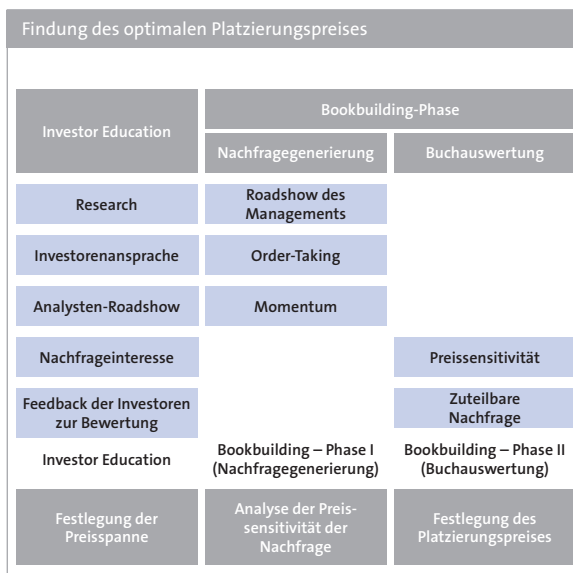 Findung des optimalen Platzierungspreises
Investor Education
Bookbuilding-Phase
Nachfragegenerierung
Buchauswertung
Research
Roadshow des
Managements
Investorenansprache
Order-Taking
Analysten-Roadshow
Momentum
Nachfrageinteresse
Preissensitivität
Feedback der Investoren
zur Bewertung
Zuteilbare
Nachfrage
Investor Education
Bookbuilding – Phase I
(Nachfragegenerierung)
Bookbuilding – Phase II
(Buchauswertung)
Festlegung der
Preisspanne
Analyse der Preis-
sensitivität der
Nachfrage
Festlegung des
Platzierungspreises